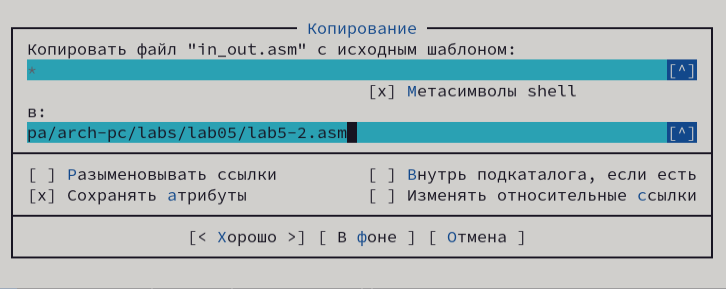 Копирование
Копировать файл "in_out.asm" с исходным шаблоном:
* [^]
[x] Метасимволы shell
в:
pa/arch-pc/labs/lab05/lab5-2.asm [^]
[ ] Разыменовывать ссылки [ ] Внутрь подкаталога, если есть
[x] Сохранять атрибуты [ ] Изменять относительные ссылки
[< Хорошо >] [ В фоне ] [ Отмена ]